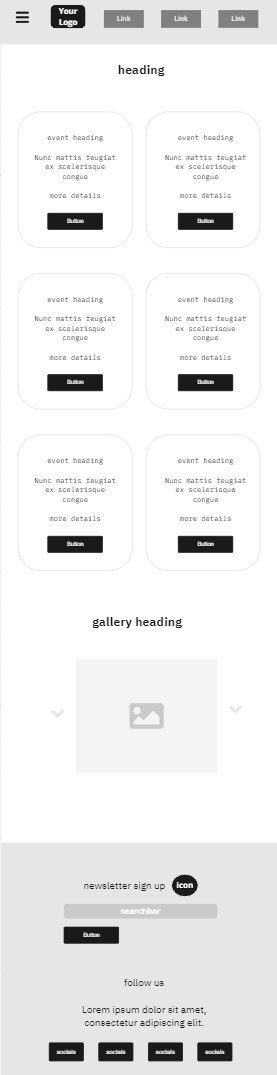 Your
Logo
Link
Link
Link
heading
event heading
Nunc mattis feugiat
ex scelerisque
congue
more details
Button
event heading
Nunc mattis feugiat
ex scelerisque
congue
more details
Button
event heading
Nunc mattis feugiat
ex scelerisque
congue
more details
Button
event heading
Nunc mattis feugiat
ex scelerisque
congue
more details
Button
event heading
Nunc mattis feugiat
ex scelerisque
congue
more details
Button
event heading
Nunc mattis feugiat
ex scelerisque
congue
more details
Button
gallery heading
newsletter sign up
icon
searchbar
Button
follow us
Lorem ipsum dolor sit amet,
consectetur adipiscing elit.
socials
socials
socials
socials